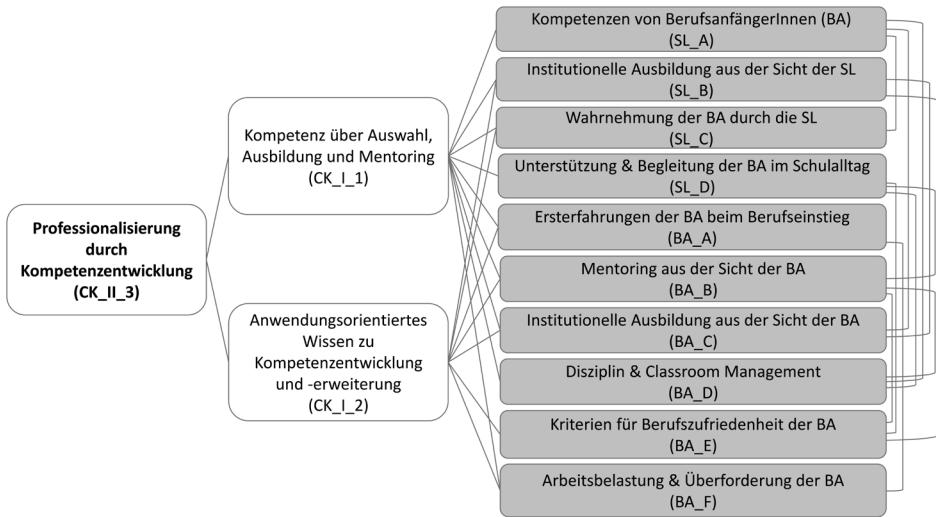 Professionalisierung
durch
Kompetenzentwicklung
(CK_II_3)
Kompetenz über Auswahl,
Ausbildung und Mentoring
(CK_I_1)
Anwendungsorientiertes
Wissen zu
Kompetenzentwicklung
und -erweiterung
(CK_I_2)
Kompetenzen von BerufsanfängerInnen (BA)
(SL_A)
Institutionelle Ausbildung aus der Sicht der SL
(SL_B)
Wahrnehmung der BA durch die SL
(SL_C)
Unterstützung & Begleitung der BA im Schulalltag
(SL_D)
Ersterfahrungen der BA beim Berufseinstieg
(BA_A)
Mentoring aus der Sicht der BA
(BA_B)
Institutionelle Ausbildung aus der Sicht der BA
(BA_C)
Disziplin & Classroom Management
(BA_D)
Kriterien für Berufszufriedenheit der BA
(BA_E)
Arbeitsbelastung & Überforderung der BA
(BA_F)